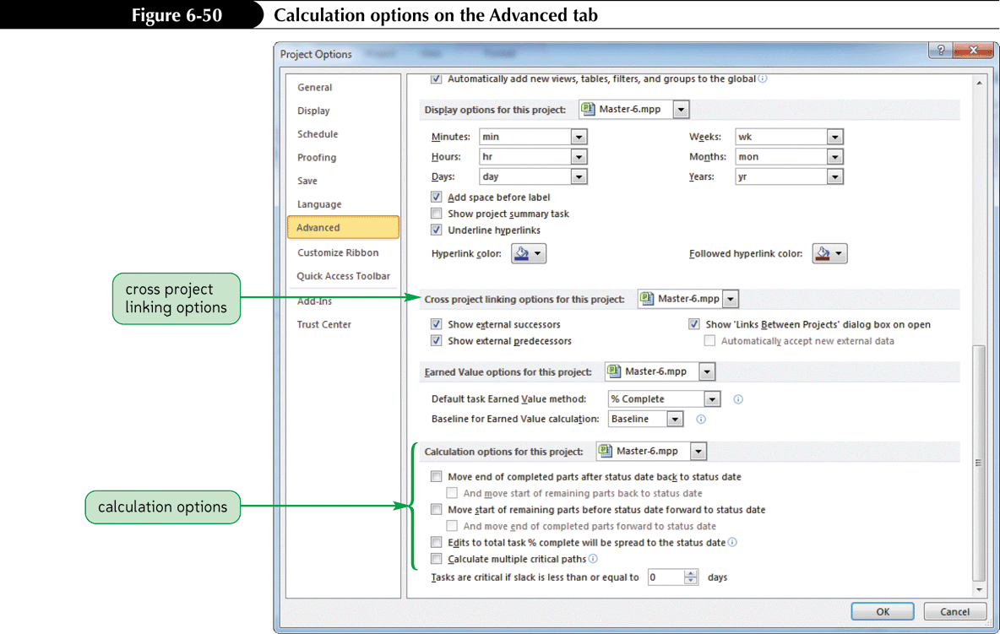 Figure 6-50 Calculation options on the Advanced tab
Project Options
General
Display
Schedule
Proofing
Save
Language
Advanced
Customize Ribbon
Quick Access Toolbar
Add-Ins
Trust Center
Automatically add new views, tables, filters, and groups to the global
Display options for this project: Master-6.mpp
Minutes: min Weeks: wk
Hours: hr Months: mon
Days: day Years: yr
Add space before label
Show project summary task
Underline hyperlinks
Hyperlink color: Followed hyperlink color:
cross project
linking options
Cross project linking options for this project: Master-6.mpp
Show external successors Show 'Links Between Projects' dialog box on open
Show external predecessors Automatically accept new external data
Earned Value options for this project: Master-6.mpp
Default task Earned Value method: % Complete
Baseline for Earned Value calculation: Baseline
calculation options
Calculation options for this project: Master-6.mpp
Move end of completed parts after status date back to status date
And move start of remaining parts back to status date
Move start of remaining parts before status date forward to status date
And move end of completed parts forward to status date
Edits to total task % complete will be spread to the status date
Calculate multiple critical paths
Tasks are critical if slack is less than or equal to 0 days
OK Cancel